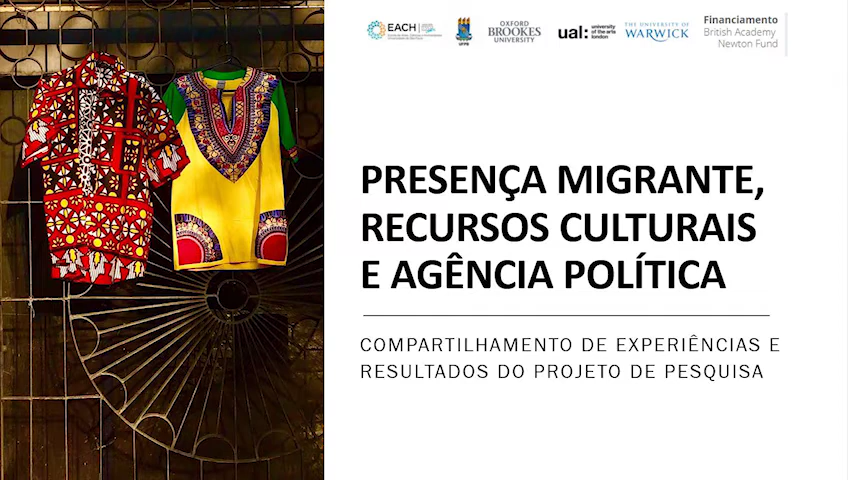 EACH
UFPB
OXFORD
BROOKES
UNIVERSITY
ual:
university
of the arts
london
THE UNIVERSITY OF
WARWICK
Financiamento
British Academy
Newton Fund
PRESENÇA MIGRANTE,
RECURSOS CULTURAIS
E AGÊNCIA POLÍTICA
COMPARTILHAMENTO DE EXPERIÊNCIAS E
RESULTADOS DO PROJETO DE PESQUISA